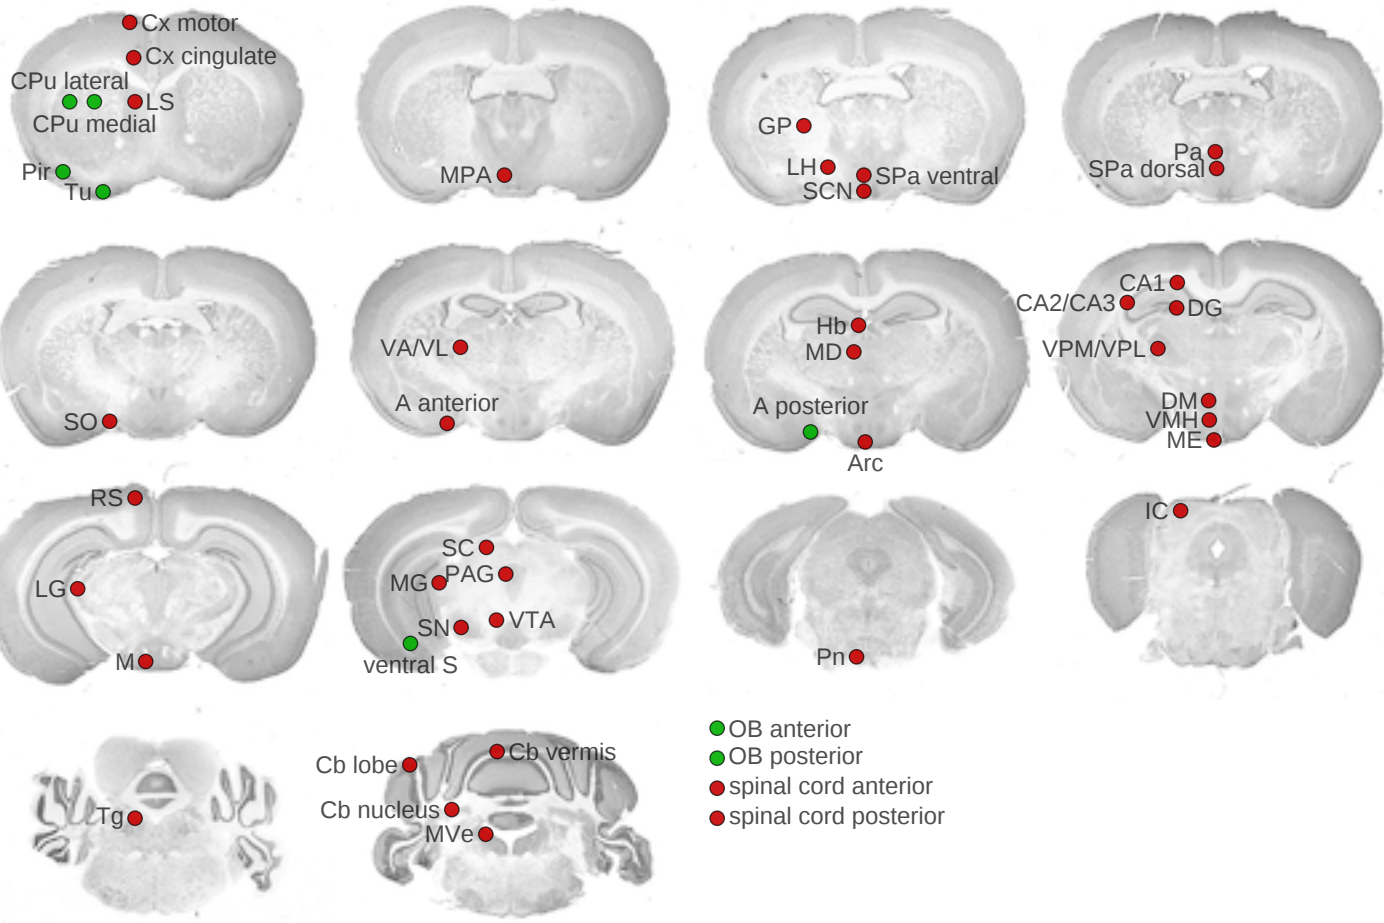 Cx motor
Cx cingulate
CPu lateral
LS
CPu medial
Pir
Tu
MPA
GP
LH
SPa ventral
SCN
Pa
SPa dorsal
SO
VA/VL
A anterior
Hb
MD
A posterior
Arc
CA1
CA2/CA3
DG
VPM/VPL
DM
VMH
ME
RS
LG
M
SC
MG
PAG
SN
VTA
ventral S
Pn
IC
Tg
Cb lobe
Cb vermis
Cb nucleus
MVe
OB anterior
OB posterior
spinal cord anterior
spinal cord posterior